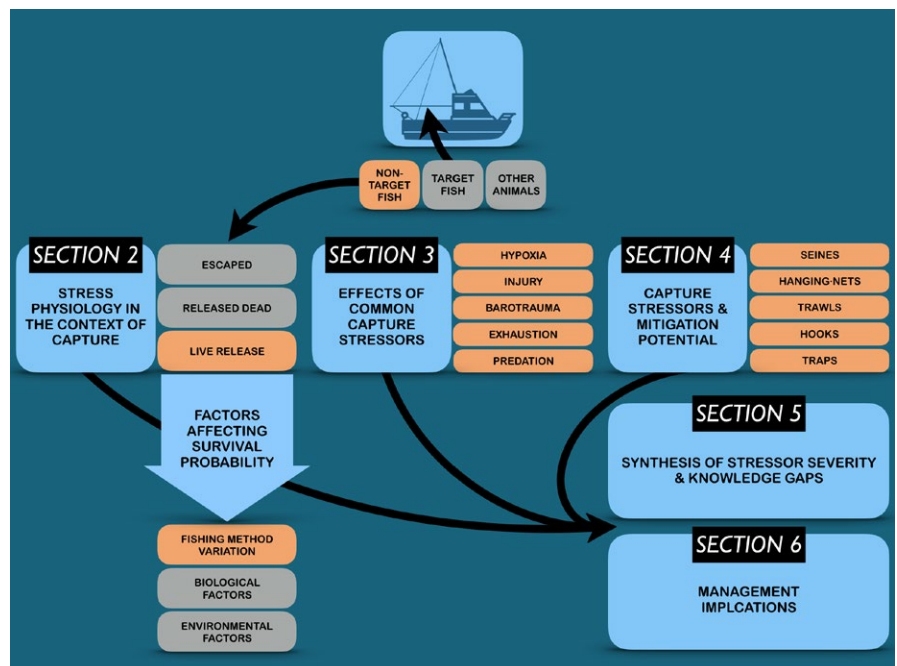 NON-
TARGET
FISH
TARGET
FISH
OTHER
ANIMALS
SECTION 2
STRESS
PHYSIOLOGY IN
THE CONTEXT OF
CAPTURE
ESCAPED
RELEASED DEAD
LIVE RELEASE
FACTORS
AFFECTING
SURVIVAL
PROBABILITY
FISHING METHOD
VARIATION
BIOLOGICAL
FACTORS
ENVIRONMENTAL
FACTORS
SECTION 3
EFFECTS OF
COMMON
CAPTURE
STRESSORS
HYPOXIA
INJURY
BAROTRAUMA
EXHAUSTION
PREDATION
SECTION 4
CAPTURE
STRESSORS &
MITIGATION
POTENTIAL
SEINES
HANGING-NETS
TRAWLS
HOOKS
TRAPS
SECTION 5
SYNTHESIS OF STRESSOR SEVERITY
& KNOWLEDGE GAPS
SECTION 6
MANAGEMENT
IMPLCATIONS